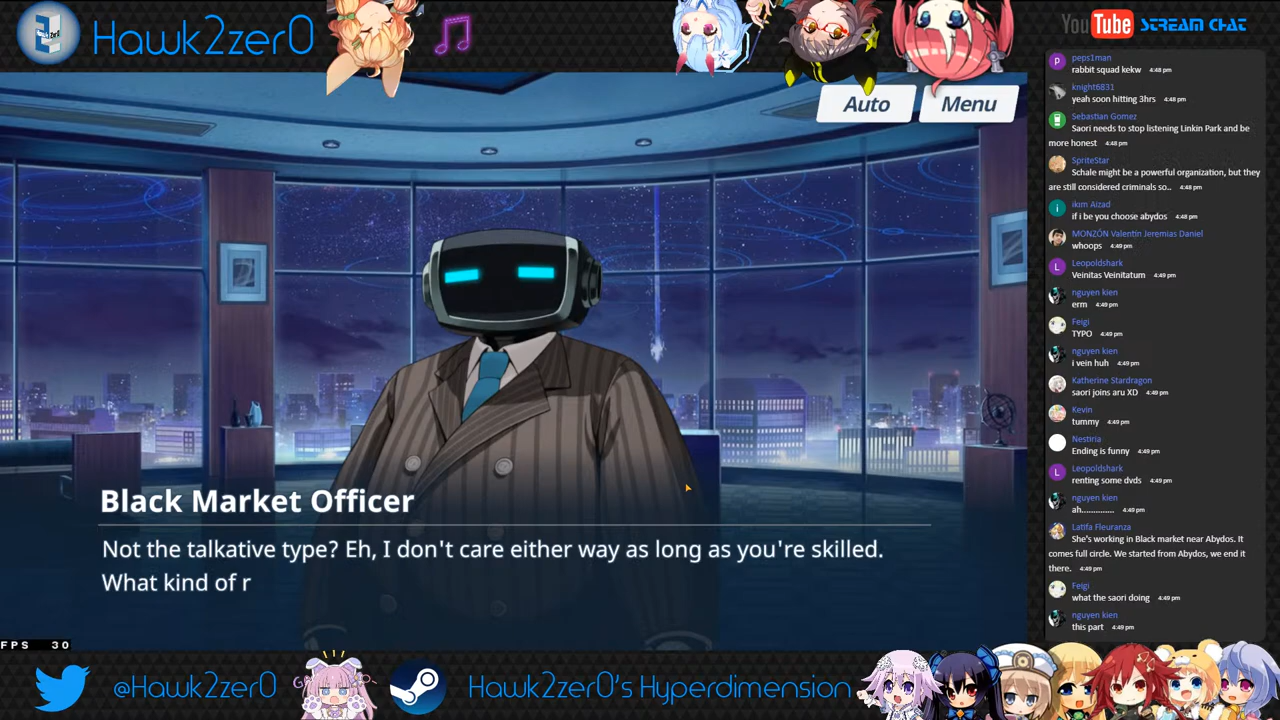 Hawk2zer0
YouTube STREAM CHAT
Auto
Menu
Black Market Officer
Not the talkative type? Eh, I don't care either way as long as you're skilled.
What kind of r
FPS 30
@Hawk2zer0
Hawk2zer0's Hyperdimension
peps1man
rabbit squad kekw 4:48 pm
knight6831
yeah soon hitting 3hrs 4:48 pm
Sebastian Gomez
Saori needs to stop listening Linkin Park and be
more honest 4:48 pm
SpriteStar
Schale might be a powerful organization, but they
are still considered criminals so.. 4:48 pm
ikim Aizad
if i be you choose abydos 4:48 pm
MONZÓN Valentín Jeremias Daniel
whoops 4:49 pm
Leopoldshark
Veinitas Veinitatum 4:49 pm
nguyen kien
erm 4:49 pm
Feigi
TYPO 4:49 pm
nguyen kien
i vein huh 4:49 pm
Katherine Stardragon
saori joins aru XD 4:49 pm
Kevin
tummy 4:49 pm
Nestiria
Ending is funny 4:49 pm
Leopoldshark
renting some dvds 4:49 pm
nguyen kien
ah.............. 4:49 pm
Latifa Fleuranza
She's working in Black market near Abydos. It
comes full circle. We started from Abydos, we end it
there. 4:49 pm
Feigi
what the saori doing 4:49 pm
nguyen kien
this part 4:49 pm